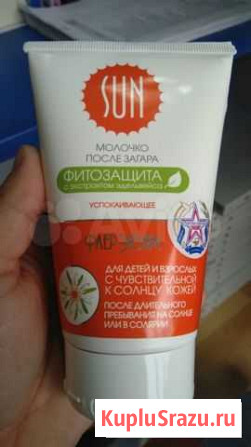 SUN
МОЛОЧКО
ПОСЛЕ ЗАГАРА
ФИТОЗАЩИТА
с экстрактом эдельвейса
УСПОКАИВАЮЩЕЕ
ДЛЯ ДЕТЕЙ И ВЗРОСЛЫХ
С ЧУВСТВИТЕЛЬНОЙ
К СОЛНЦУ КОЖЕЙ
ПОСЛЕ ДЛИТЕЛЬНОГО
ПРЕБЫВАНИЯ НА СОЛНЦЕ
ИЛИ В СОЛЯРИИ
KupluSrazu.ru